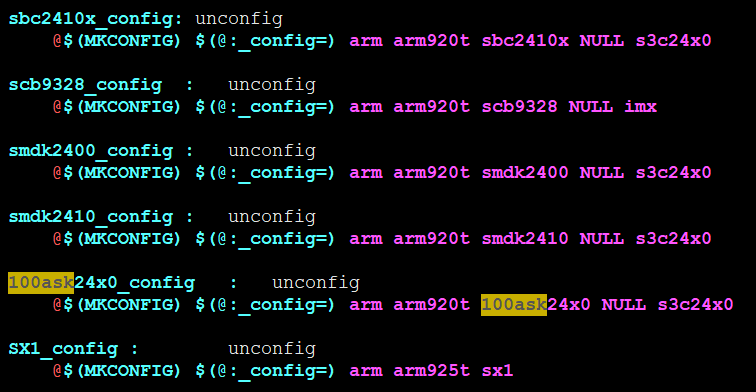 sbc2410x_config: unconfig
@$(MKCONFIG) $(@:_config=) arm arm920t sbc2410x NULL s3c24x0
scb9328_config : unconfig
@$(MKCONFIG) $(@:_config=) arm arm920t scb9328 NULL imx
smdk2400_config : unconfig
@$(MKCONFIG) $(@:_config=) arm arm920t smdk2400 NULL s3c24x0
smdk2410_config : unconfig
@$(MKCONFIG) $(@:_config=) arm arm920t smdk2410 NULL s3c24x0
100ask24x0_config : unconfig
@$(MKCONFIG) $(@:_config=) arm arm920t 100ask24x0 NULL s3c24x0
SX1_config : unconfig
@$(MKCONFIG) $(@:_config=) arm arm925t sx1